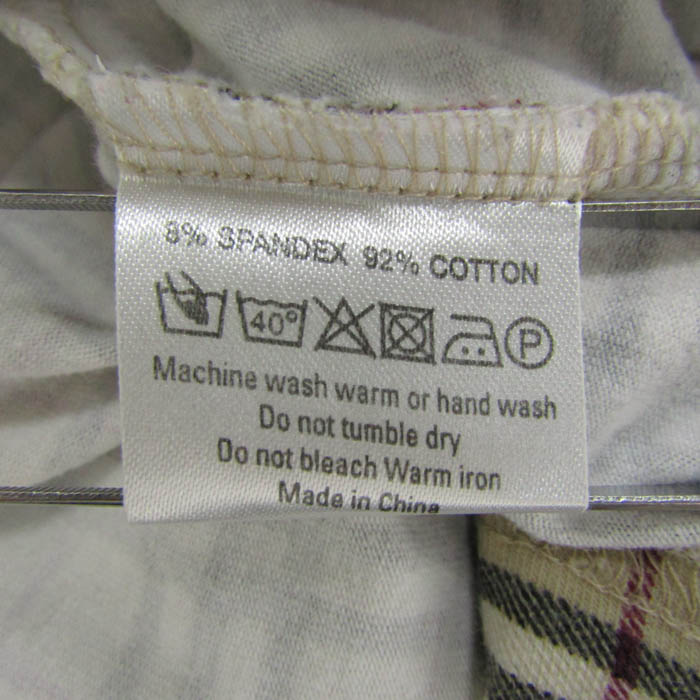 8% SPANDEX 92% COTTON
40° P
Machine wash warm or hand wash
Do not tumble dry
Do not bleach Warm iron
Made in China